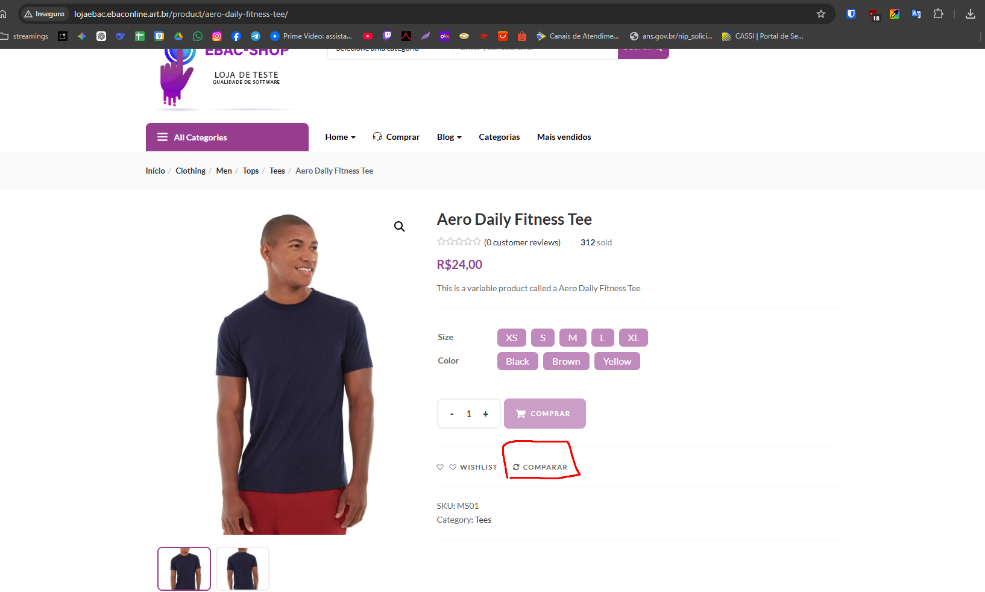 Inseguro lojaebac.ebaconline.art.br/product/aero-daily-fitness-tee/
18
streamings Prime Video: assista... Canais de Atendime... ans.gov.br/nip_solici... CASSI | Portal de Se...
EBAC-SHOP
LOJA DE TESTE
QUALIDADE DE SOFTWARE
All Categories Home Comprar Blog Categorias Mais vendidos
Início / Clothing / Men / Tops / Tees / Aero Daily Fitness Tee
Aero Daily Fitness Tee
(0 customer reviews) 312 sold
R$24,00
This is a variable product called a Aero Daily Fitness Tee
Size XS S M L XL
Color Black Brown Yellow
- 1 + COMPRAR
WISHLIST COMPARAR
SKU: MS01
Category: Tees